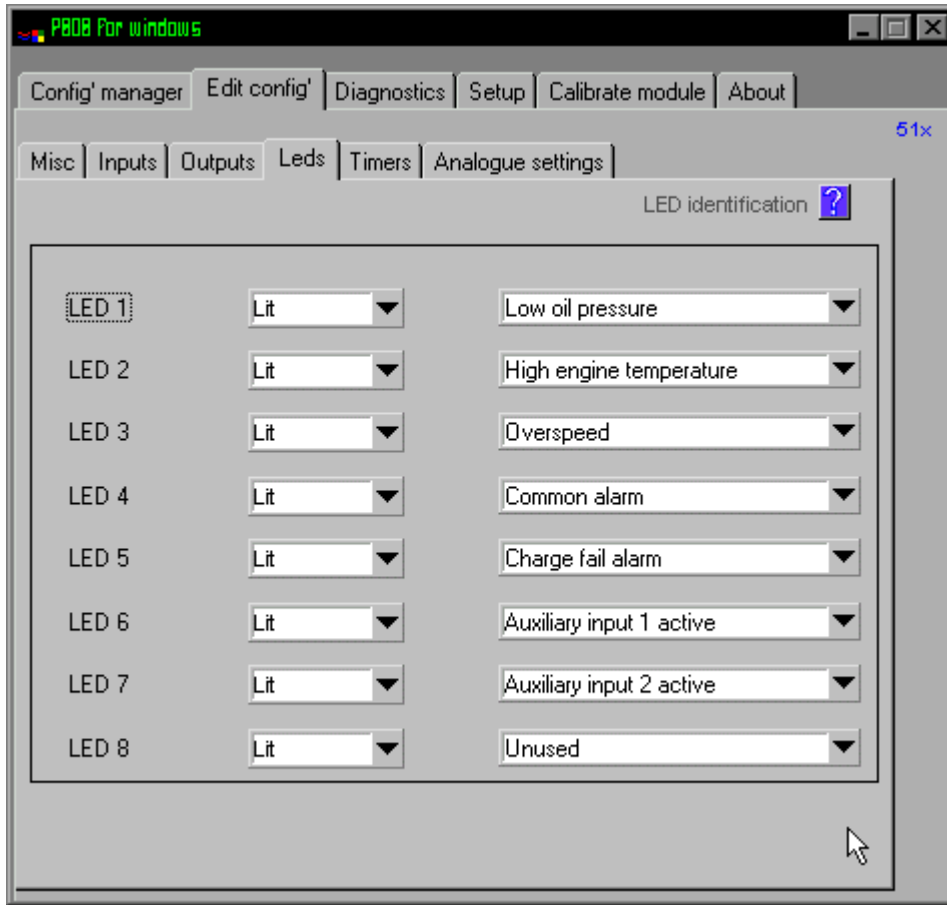 P808 For windows
Config' manager Edit config' Diagnostics Setup Calibrate module About
51x
Misc Inputs Outputs Leds Timers Analogue settings
LED identification ?
LED 1 Lit Low oil pressure
LED 2 Lit High engine temperature
LED 3 Lit Overspeed
LED 4 Lit Common alarm
LED 5 Lit Charge fail alarm
LED 6 Lit Auxiliary input 1 active
LED 7 Lit Auxiliary input 2 active
LED 8 Lit Unused